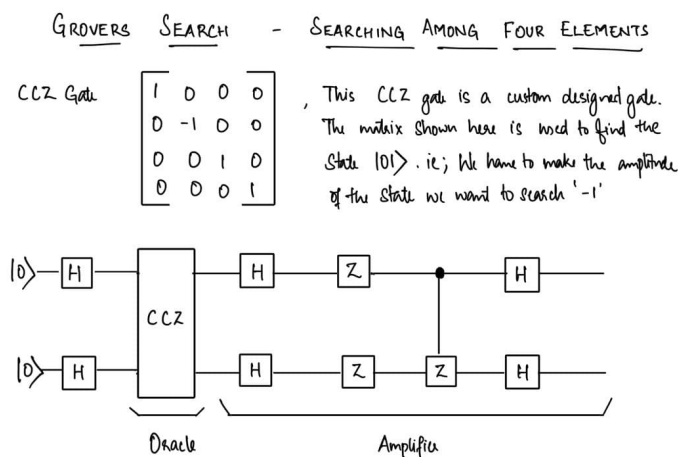 GROVERS SEARCH - SEARCHING AMONG FOUR ELEMENTS
CCZ Gate
1 0 0 0
0 -1 0 0
0 0 1 0
0 0 0 1
, This CCZ gate is a custom designed gate.
The matrix shown here is used to find the
State |01⟩. ie; We have to make the amplitude
of the state we want to search '-1'
|0⟩ H CCZ H Z H
|0⟩ H H Z Z H
Oracle Amplifier